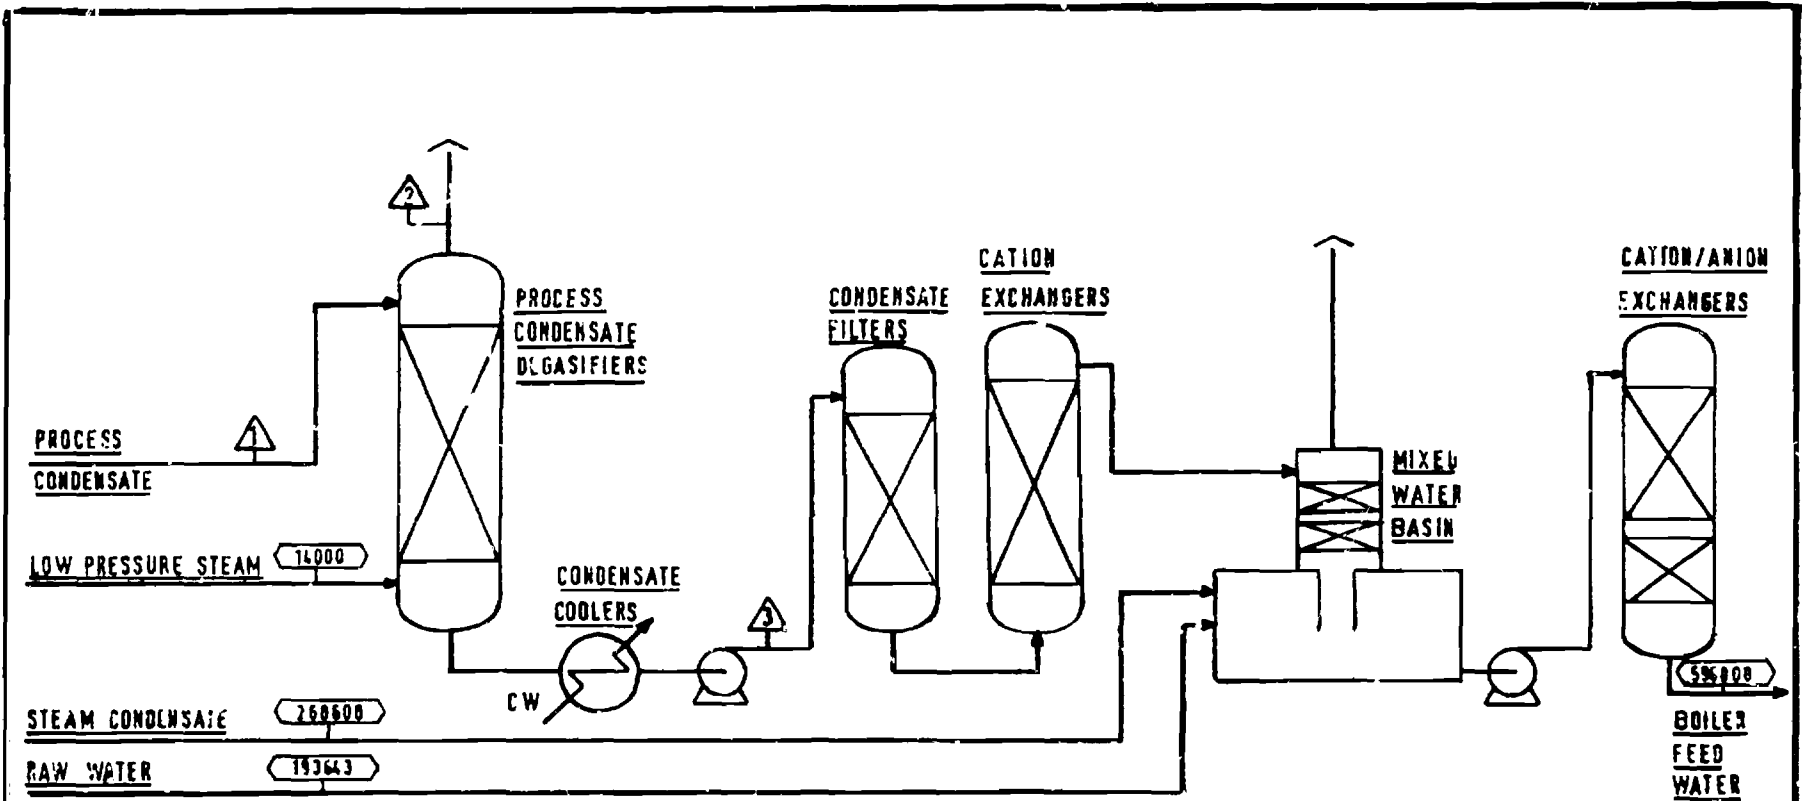 2
CATION
EXCHANGERS
CATION/ANION
EXCHANGERS
PROCESS
CONDENSATE
DEGASIFIERS
CONDENSATE
FILTERS
1
PROCESS
CONDENSATE
MIXED
WATER
BASIN
LOW PRESSURE STEAM
14000
CONDENSATE
COOLERS
3
CW
STEAM CONDENSATE
268608
RAW WATER
193643
BOILER
FEED
WATER